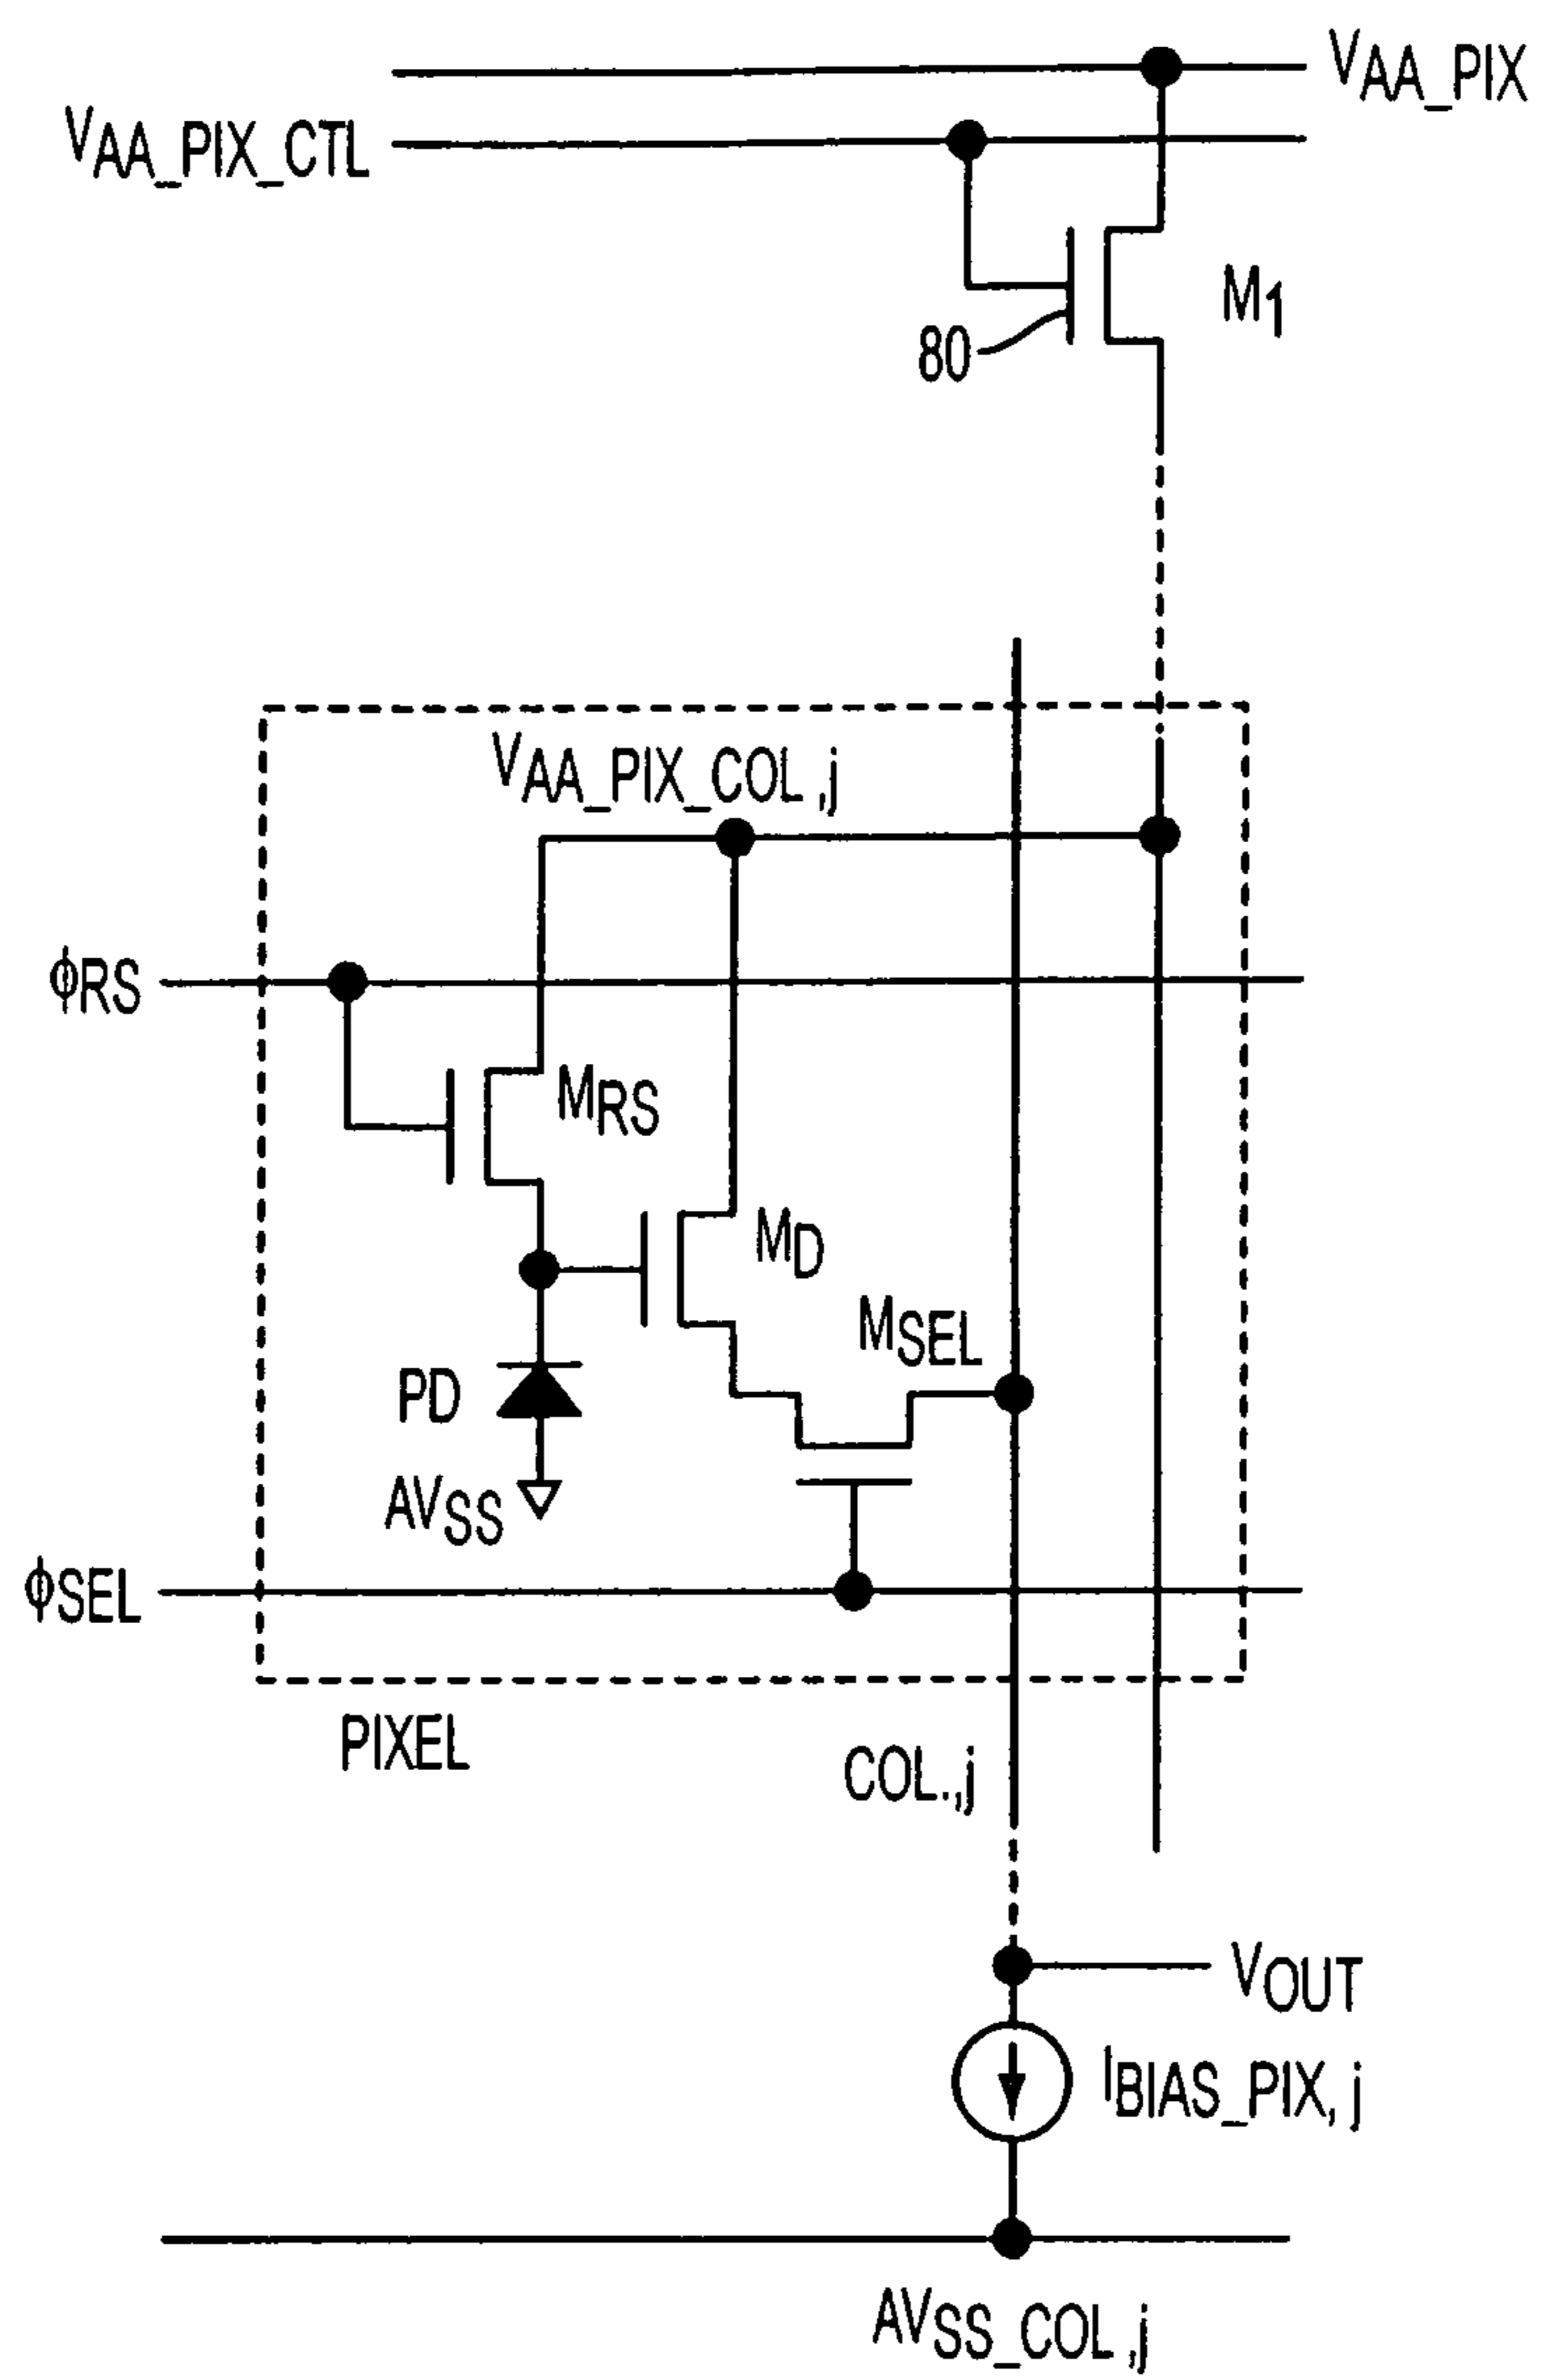 VAA_PIX
VAA_PIX_CTL
M1
80
VAA_PIX_COL,j
ϕRS
MRS
MD
MSEL
PD
AVSS
ϕSEL
PIXEL
COL.,j
VOUT
IBIAS_PIX, j
AVSS_COL,j